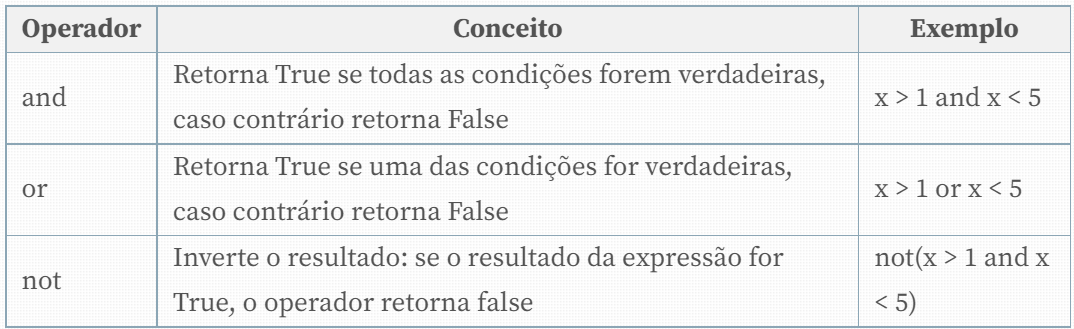 Operador Conceito Exemplo
and
Retorna True se todas as condições forem verdadeiras,
caso contrário retorna False
x > 1 and x < 5
or
Retorna True se uma das condições for verdadeiras,
caso contrário retorna False
x > 1 or x < 5
not
Inverte o resultado: se o resultado da expressão for
True, o operador retorna false
not(x > 1 and x
< 5)